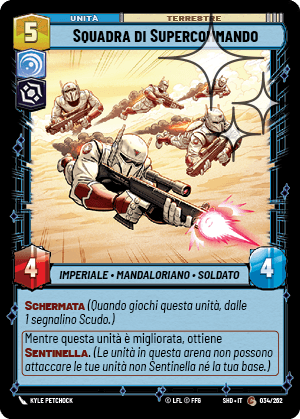 UNITÀ
TERRESTRE
5
SQUADRA DI SUPERCOMMANDO
4
4
IMPERIALE • MANDALORIANO • SOLDATO
SCHERMATA (Quando giochi questa unità, dalle
1 segnalino Scudo.)
Mentre questa unità è migliorata, ottiene
SENTINELLA. (Le unità in questa arena non possono
attaccare le tue unità non Sentinella né la tua base.)
KYLE PETCHOCK
© LFL ® FFG
SHD • IT
034/262